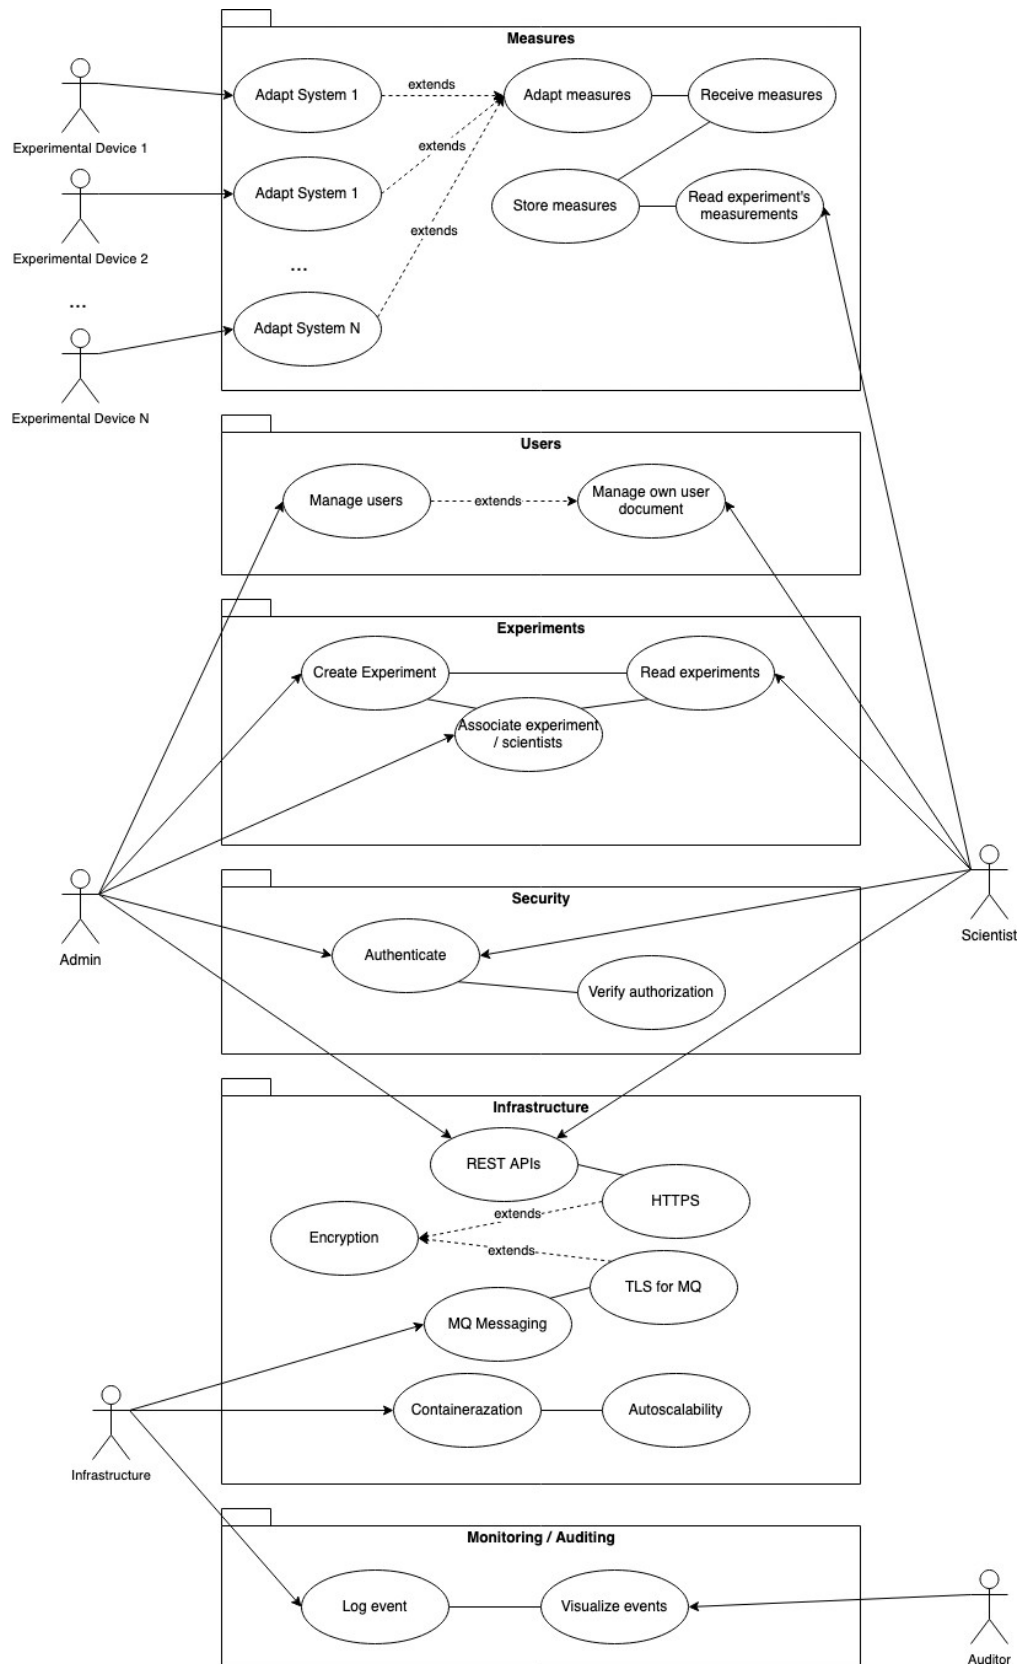 Measures
Adapt System 1
extends
Adapt measures
Receive measures
Experimental Device 1
extends
Adapt System 1
Store measures
Read experiment's
measurements
extends
Experimental Device 2
...
...
Adapt System N
Experimental Device N
Users
Manage users
extends
Manage own user
document
Experiments
Create Experiment
Read experiments
Associate experiment
/ scientists
Security
Authenticate
Verify authorization
Admin
Scientist
Infrastructure
REST APIs
HTTPS
extends
Encryption
extends
TLS for MQ
MQ Messaging
Containerazation
Autoscalability
Infrastructure
Monitoring / Auditing
Log event
Visualize events
Auditor